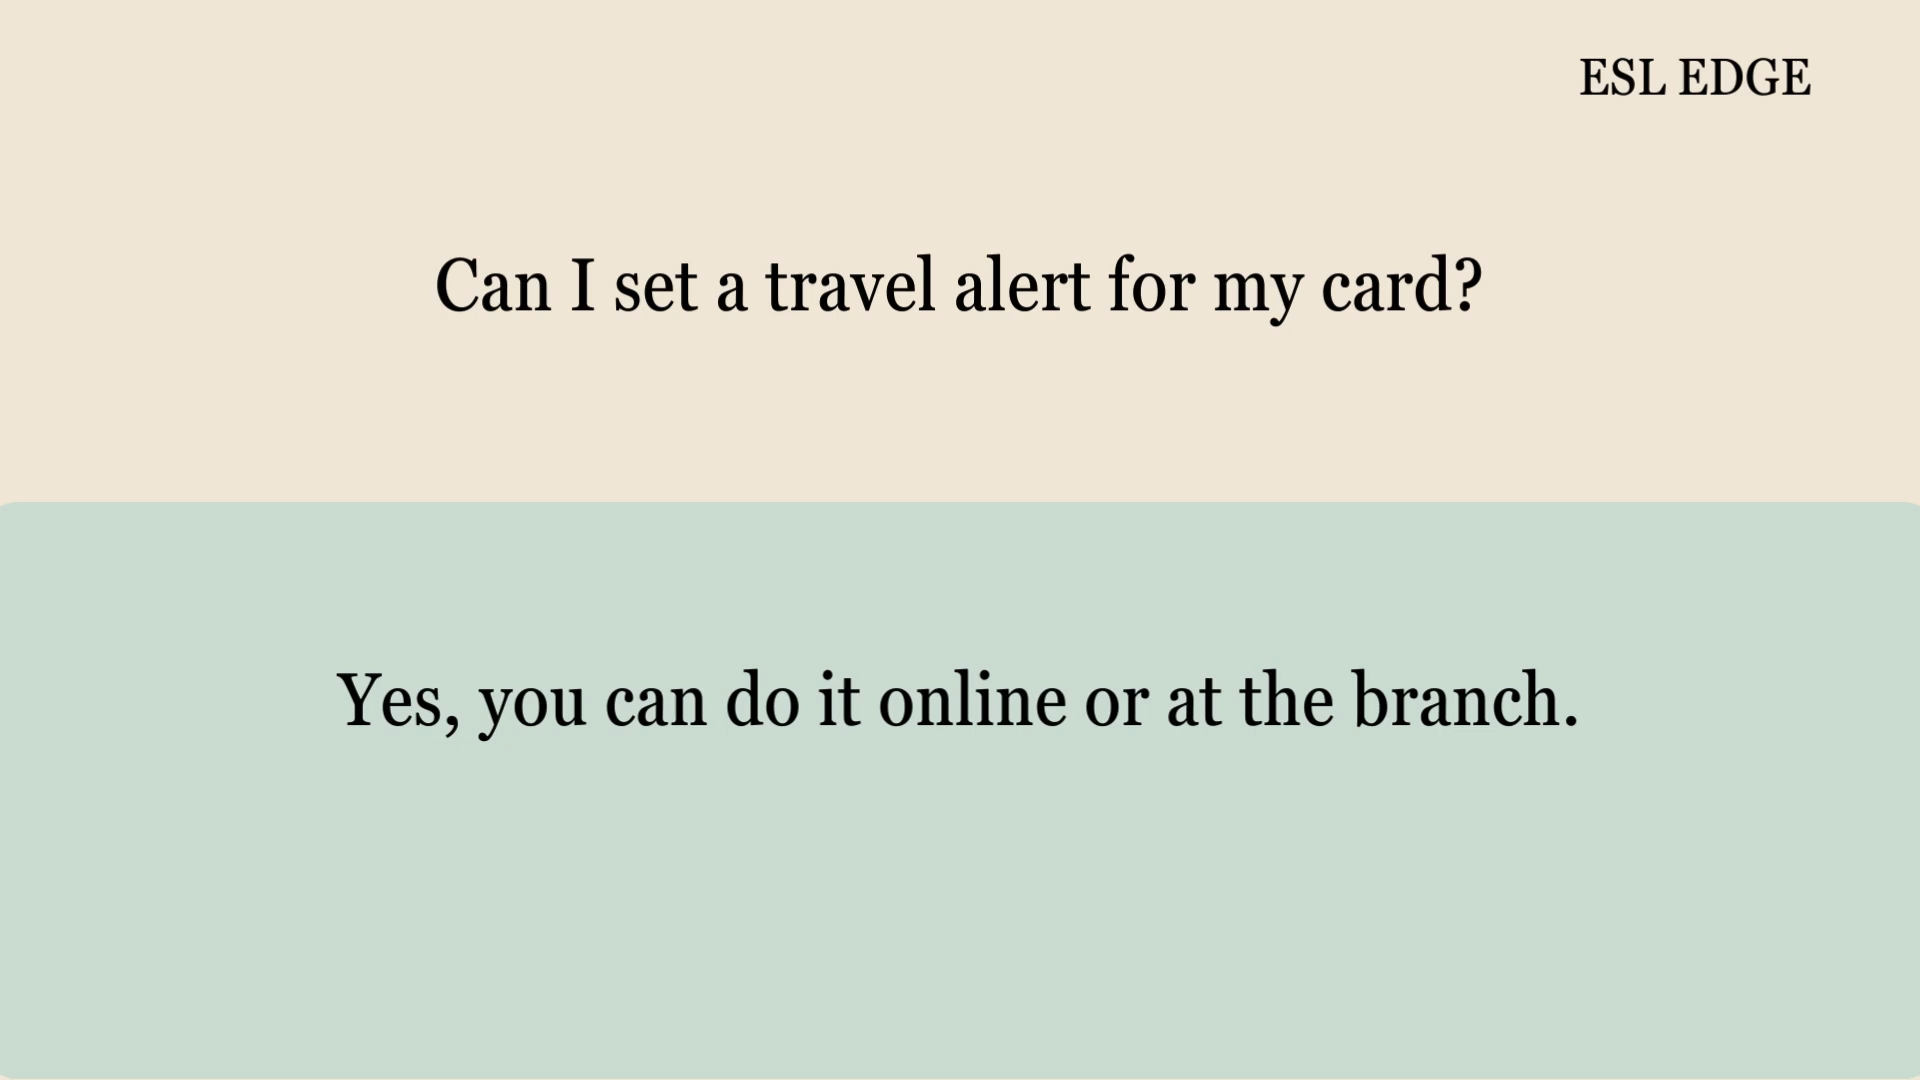 ESL EDGE
Can I set a travel alert for my card?
Yes, you can do it online or at the branch.